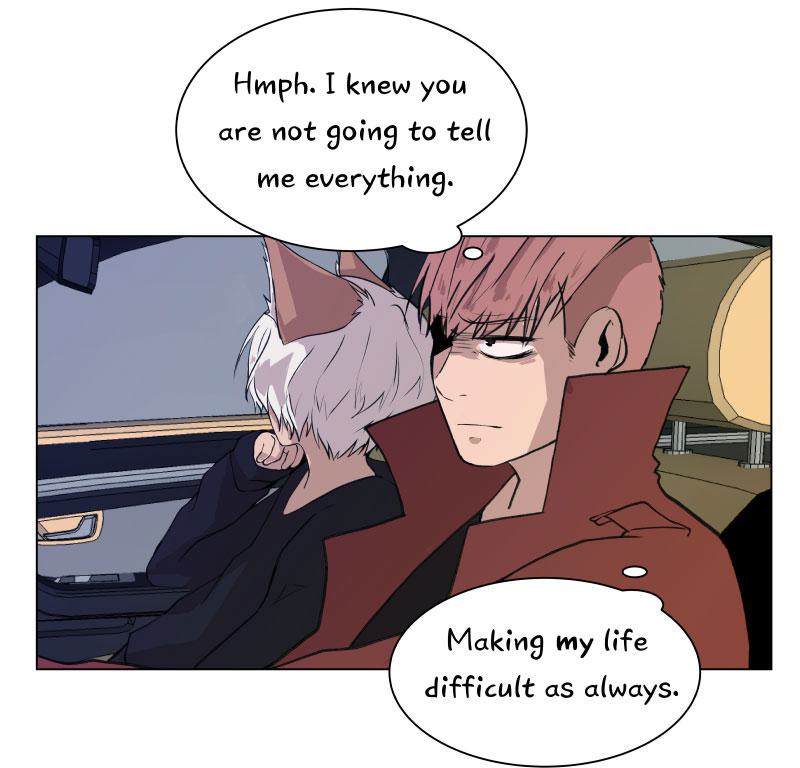 Hmph. I knew you
are not going to tell
me everything.
Making my life
difficult as always.